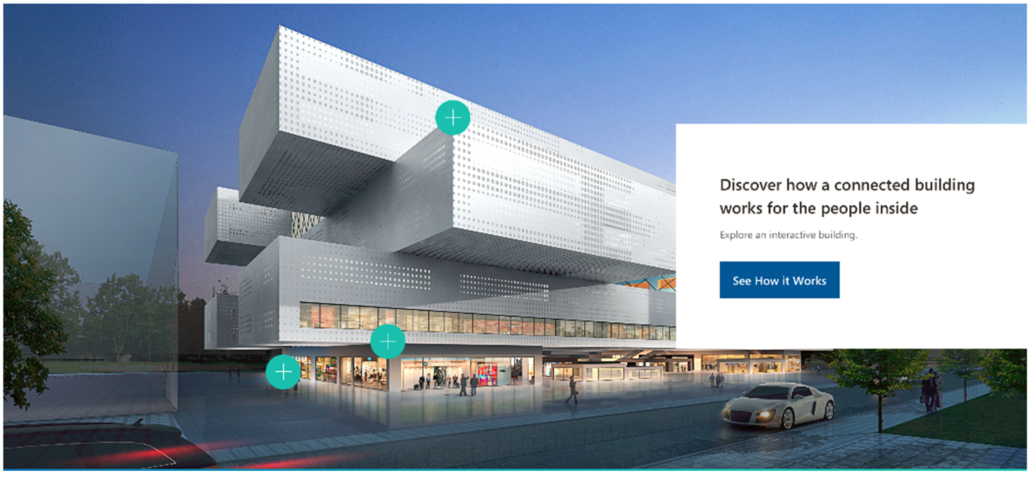 Discover how a connected building
works for the people inside
Explore an interactive building.
See How it Works